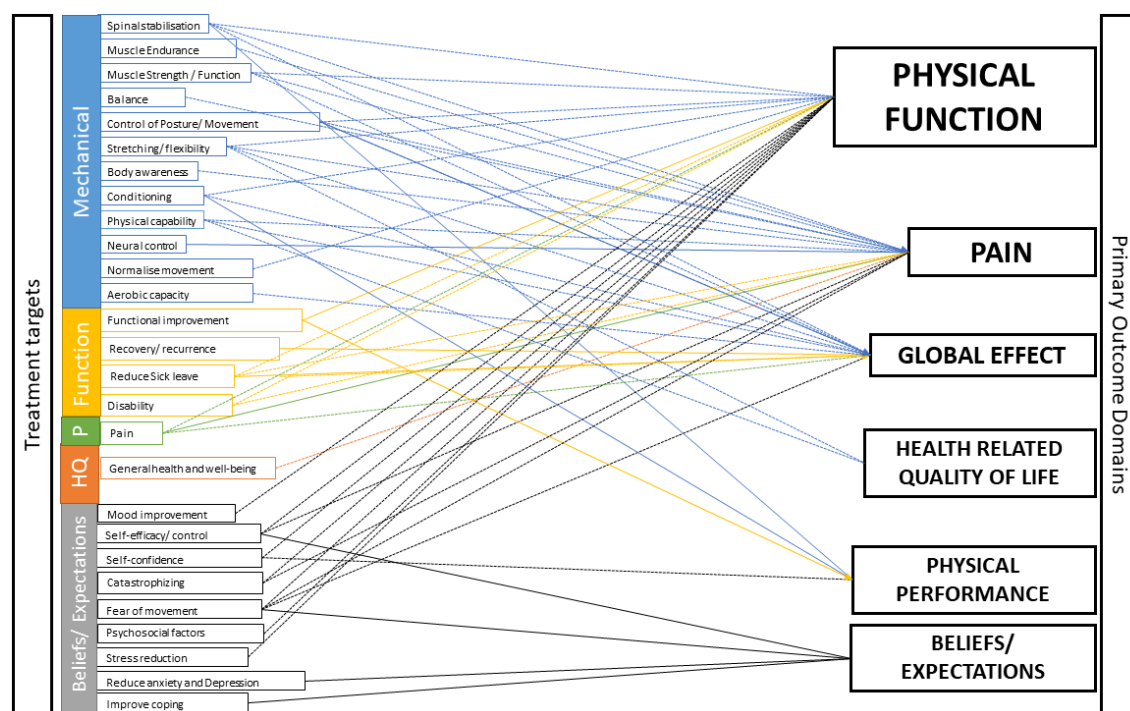 Treatment targets
Mechanical
Spinal stabilisation
Muscle Endurance
Muscle Strength / Function
Balance
Control of Posture/ Movement
Stretching/ flexibility
Body awareness
Conditioning
Physical capability
Neural control
Normalise movement
Aerobic capacity
Function
Functional improvement
Recovery/ recurrence
Reduce Sick leave
Disability
P
Pain
HQ
General health and well-being
Beliefs/ Expectations
Mood improvement
Self-efficacy/ control
Self-confidence
Catastrophizing
Fear of movement
Psychosocial factors
Stress reduction
Reduce anxiety and Depression
Improve coping
PHYSICAL
FUNCTION
PAIN
GLOBAL EFFECT
HEALTH RELATED
QUALITY OF LIFE
PHYSICAL
PERFORMANCE
BELIEFS/
EXPECTATIONS
Primary Outcome Domains